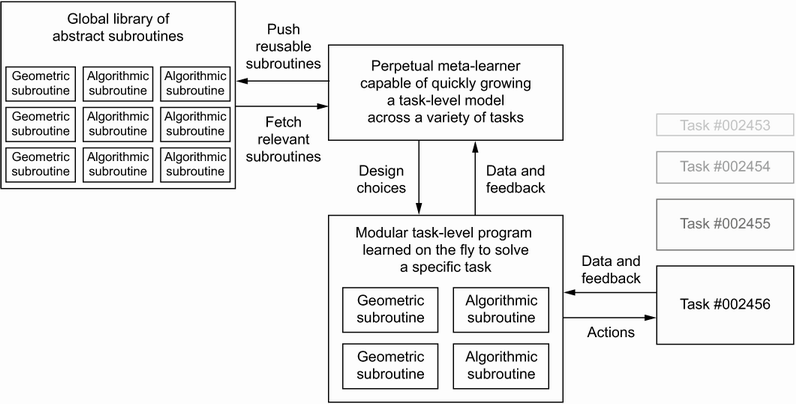 Global library of
abstract subroutines
Geometric
subroutine
Algorithmic
subroutine
Algorithmic
subroutine
Geometric
subroutine
Algorithmic
subroutine
Algorithmic
subroutine
Geometric
subroutine
Algorithmic
subroutine
Algorithmic
subroutine
Push
reusable
subroutines
Fetch
relevant
subroutines
Perpetual meta-learner
capable of quickly growing
a task-level model
across a variety of tasks
Design
choices
Data and
feedback
Modular task-level program
learned on the fly to solve
a specific task
Geometric
subroutine
Algorithmic
subroutine
Geometric
subroutine
Algorithmic
subroutine
Data and
feedback
Actions
Task #002453
Task #002454
Task #002455
Task #002456